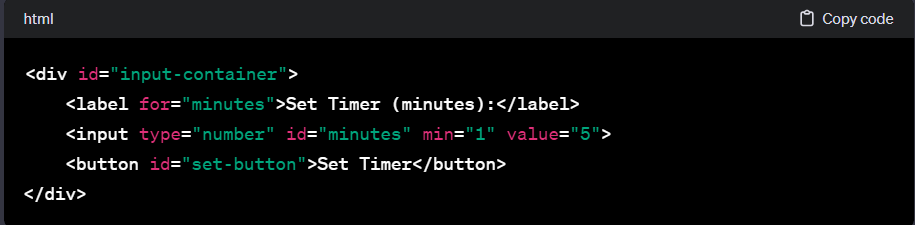 html
Copy code
<div id="input-container">
    <label for="minutes">Set Timer (minutes):</label>
    <input type="number" id="minutes" min="1" value="5">
    <button id="set-button">Set Timer</button>
</div>